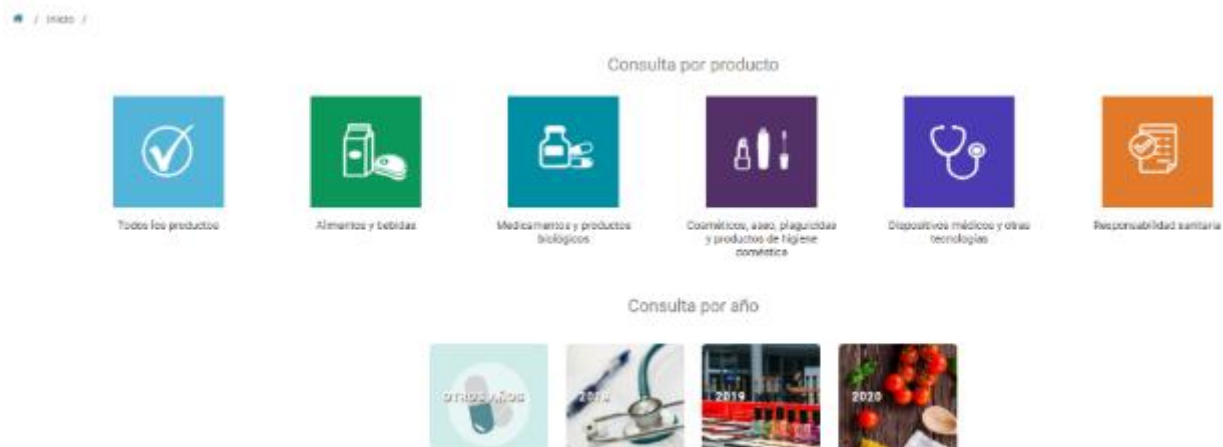 / Inicio /
Consulta por producto
Todos los productos
Alimentos y bebidas
Medicamentos y productos
biológicos
Cosméticos, aseo, plaguicidas
y productos de higiene
doméstica
Dispositivos médicos y otras
tecnologías
Responsabilidad sanitaria
Consulta por año
OTROS AÑOS
2018
2019
2020